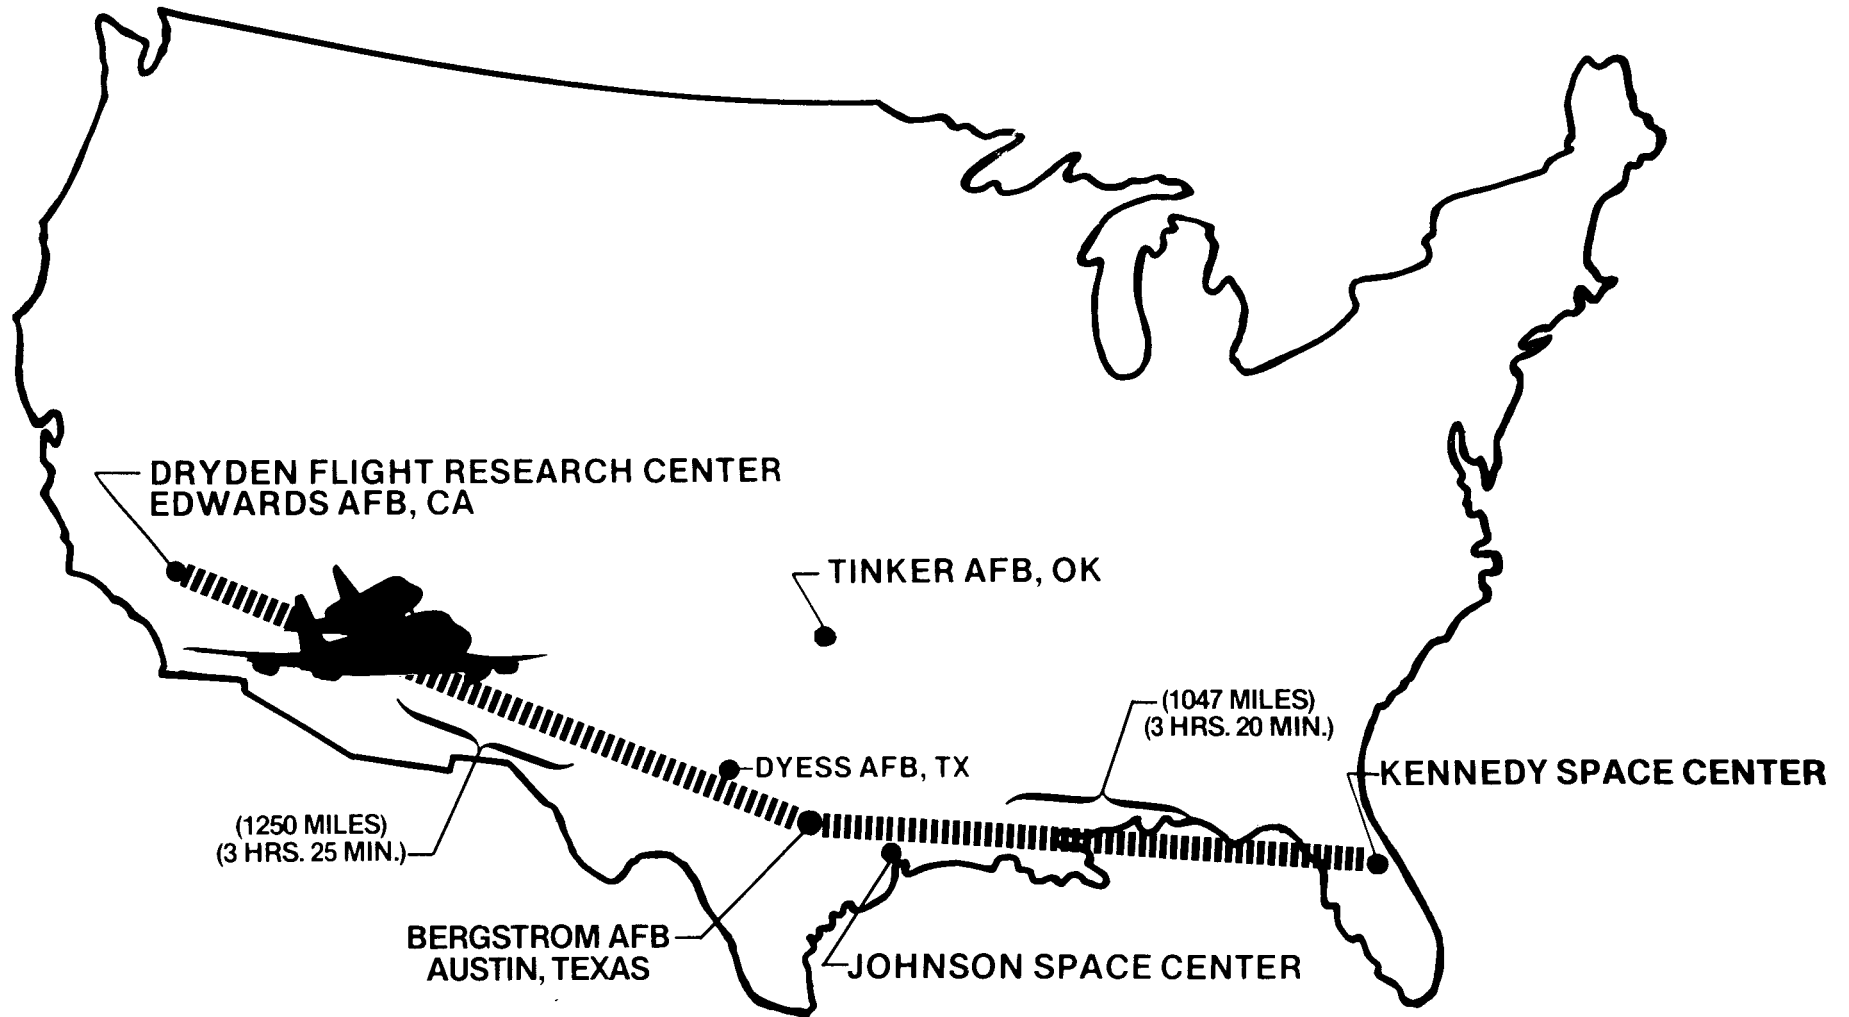 DRYDEN FLIGHT RESEARCH CENTER
EDWARDS AFB, CA
TINKER AFB, OK
(1047 MILES)
(3 HRS. 20 MIN.)
DYESS AFB, TX
KENNEDY SPACE CENTER
(1250 MILES)
(3 HRS. 25 MIN.)
BERGSTROM AFB
AUSTIN, TEXAS
JOHNSON SPACE CENTER